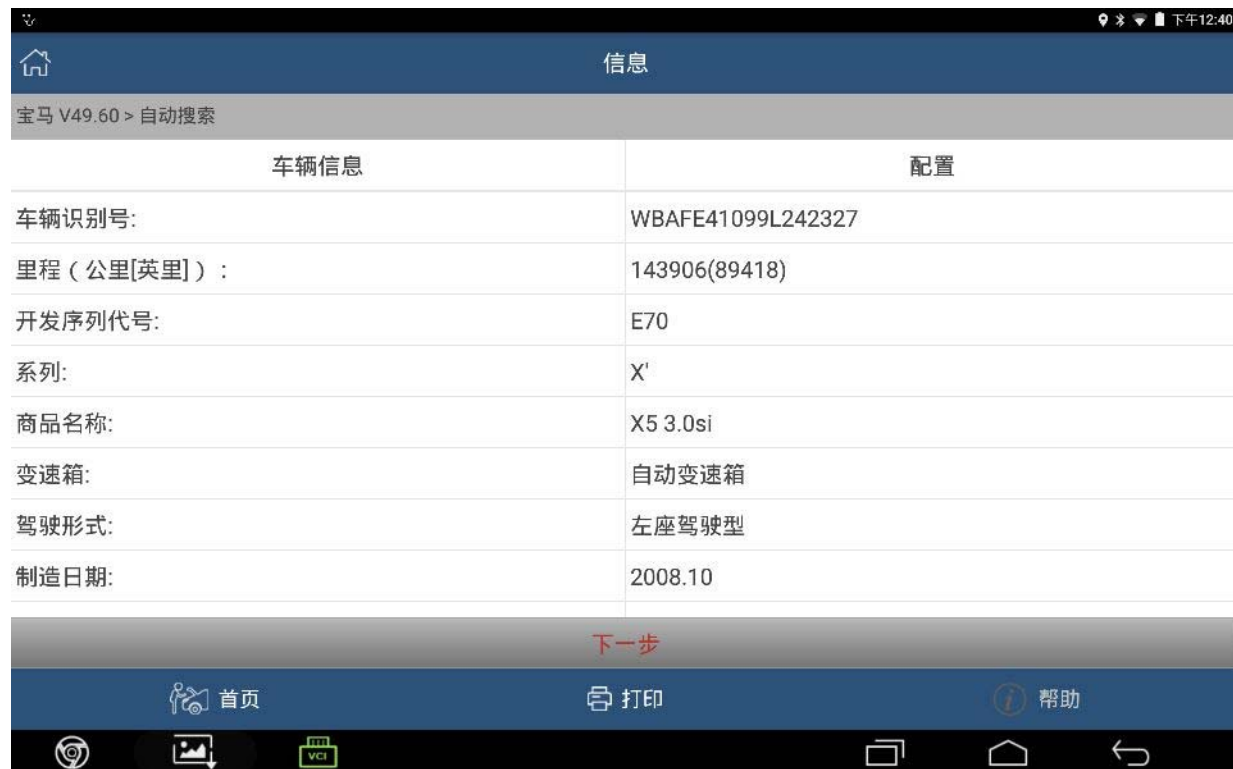 下午12:40
信息
宝马 V49.60 > 自动搜索
车辆信息 配置
车辆识别号: WBAFE41099L242327
里程（公里[英里]）: 143906(89418)
开发序列代号: E70
系列: X'
商品名称: X5 3.0si
变速箱: 自动变速箱
驾驶形式: 左座驾驶型
制造日期: 2008.10
下一步
首页 打印 i 帮助
VCI